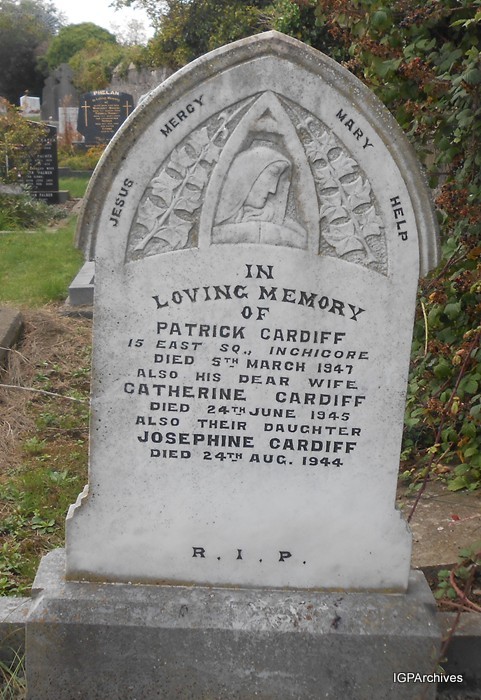 PHELAN
JESUS MERCY MARY HELP
IN
LOVING MEMORY
OF
PATRICK CARDIFF
15 EAST SQ., INCHICORE
DIED 5TH MARCH 1947
ALSO HIS DEAR WIFE
CATHERINE CARDIFF
DIED 24TH JUNE 1945
ALSO THEIR DAUGHTER
JOSEPHINE CARDIFF
DIED 24TH AUG. 1944
R. I. P.
IGPArchives